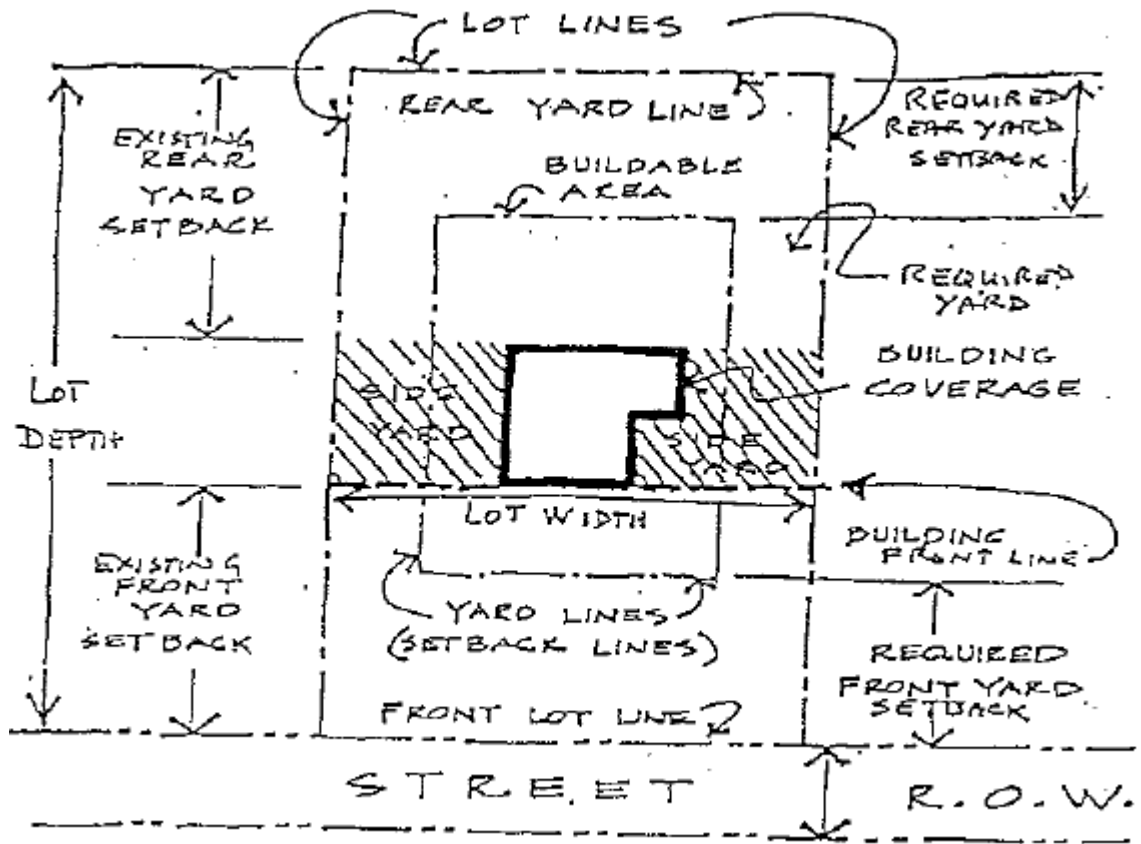 LOT LINES
REAR YARD LINE
REQUIRED
REAR YARD
SETBACK
EXISTING
REAR
YARD
SETBACK
BUILDABLE
AREA
REQUIRED
YARD
BUILDING
COVERAGE
LOT
DEPTH
SIDE
YARD
SIDE
YARD
LOT WIDTH
BUILDING
FRONT LINE
EXISTING
FRONT
YARD
SETBACK
YARD LINES
(SETBACK LINES)
REQUIRED
FRONT YARD
SETBACK
FRONT LOT LINE
STREET
R.O.W.